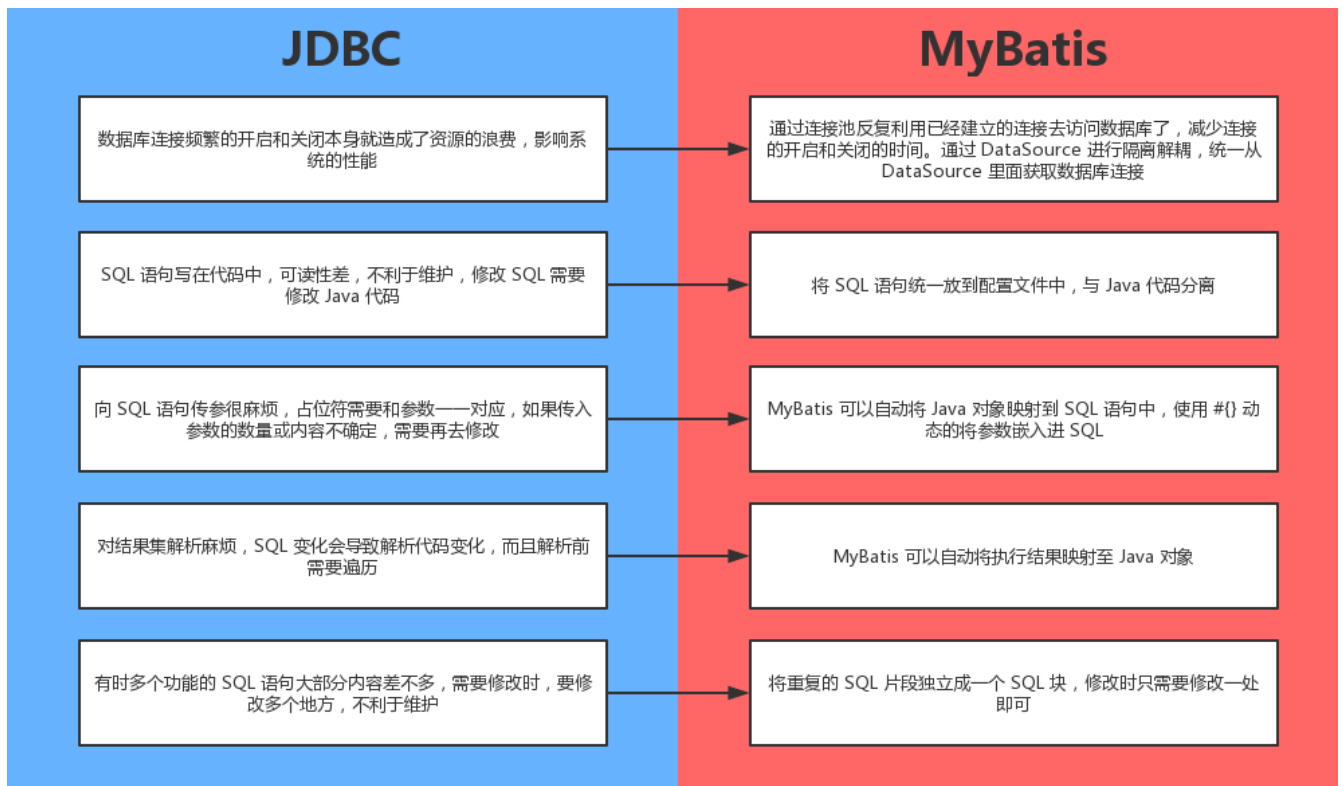 JDBC
MyBatis
数据库连接频繁的开启和关闭本身就造成了资源的浪费，影响系
统的性能
通过连接池反复利用已经建立的连接去访问数据库了，减少连接
的开启和关闭的时间。通过 DataSource 进行隔离解耦，统一从
DataSource 里面获取数据库连接
SQL 语句写在代码中，可读性差，不利于维护，修改 SQL 需要
修改 Java 代码
将 SQL 语句统一放到配置文件中，与 Java 代码分离
向 SQL 语句传参很麻烦，占位符需要和参数一一对应，如果传入
参数的数量或内容不确定，需要再去修改
MyBatis 可以自动将 Java 对象映射到 SQL 语句中，使用 #{} 动
态的将参数嵌入进 SQL
对结果集解析麻烦，SQL 变化会导致解析代码变化，而且解析前
需要遍历
MyBatis 可以自动将执行结果映射至 Java 对象
有时多个功能的 SQL 语句大部分内容差不多，需要修改时，要修
改多个地方，不利于维护
将重复的 SQL 片段独立成一个 SQL 块，修改时只需要修改一处
即可